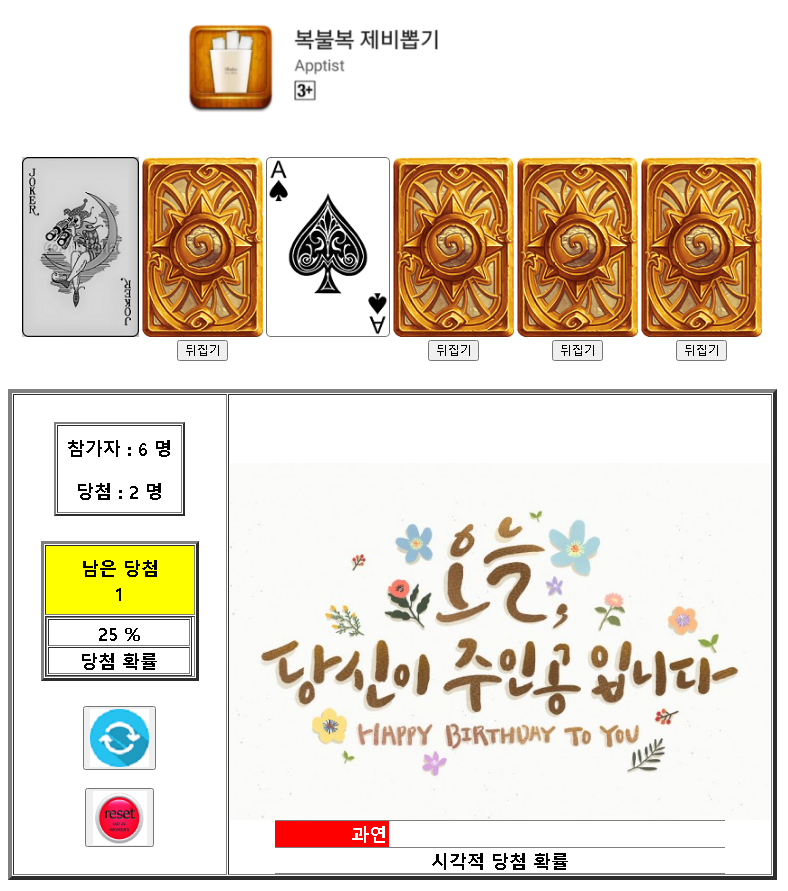 복불복 제비뽑기
Apptist
3+
JOKER
JOKER
A
A
뒤집기
뒤집기
뒤집기
뒤집기
참가자 : 6 명
당첨 : 2 명
남은 당첨
1
25 %
당첨 확률
reset
오늘,
당신이 주인공 입니다
HAPPY BIRTHDAY TO YOU
과연
시각적 당첨 확률